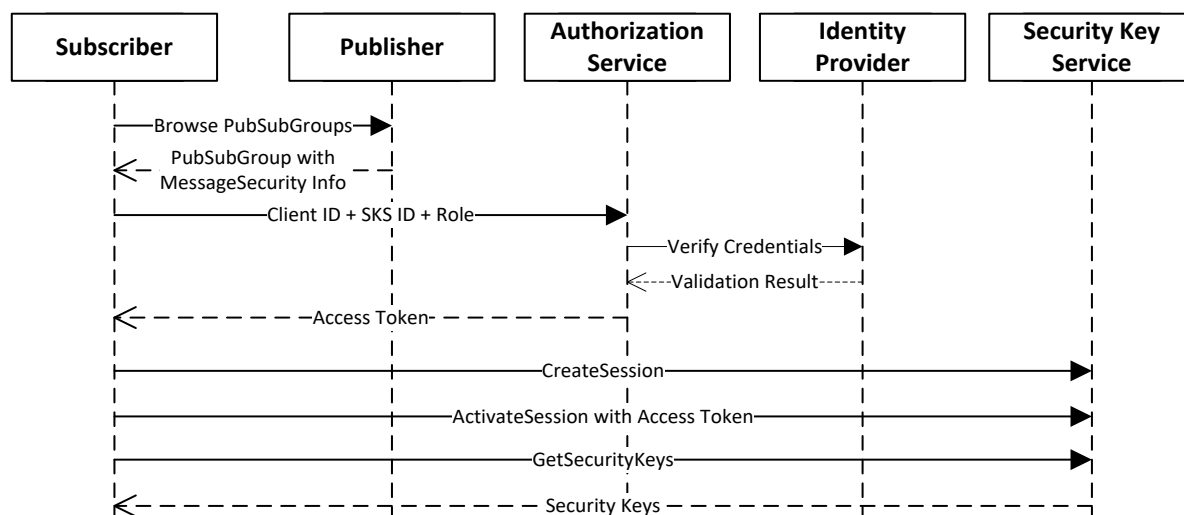 Subscriber
Publisher
Authorization
Service
Identity
Provider
Security Key
Service
Browse PubSubGroups
PubSubGroup with
MessageSecurity Info
Client ID + SKS ID + Role
Verify Credentials
Validation Result
Access Token
CreateSession
ActivateSession with Access Token
GetSecurityKeys
Security Keys